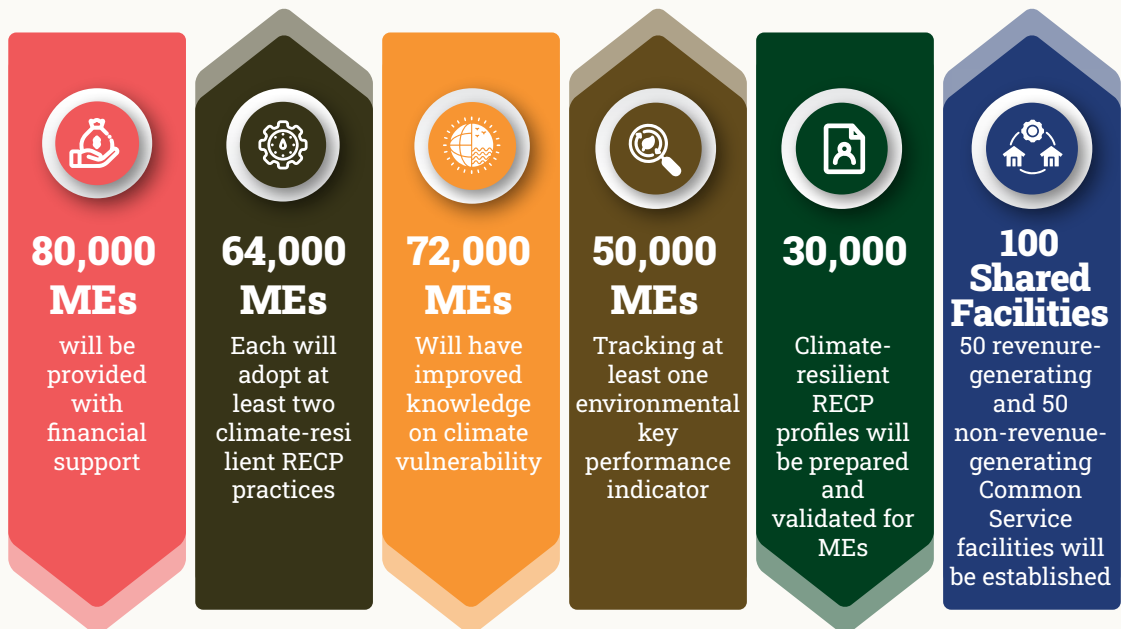 80,000
MEs
will be
provided
with
financial
support
64,000
MEs
Each will
adopt at
least two
climate-resi
lient RECP
practices
72,000
MEs
Will have
improved
knowledge
on climate
vulnerability
50,000
MEs
Tracking at
least one
environmental
key
performance
indicator
30,000
Climate-
resilient
RECP
profiles will
be prepared
and
validated for
MEs
100
Shared
Facilities
50 revenure-
generating
and 50
non-revenue-
generating
Common
Service
facilities will
be established